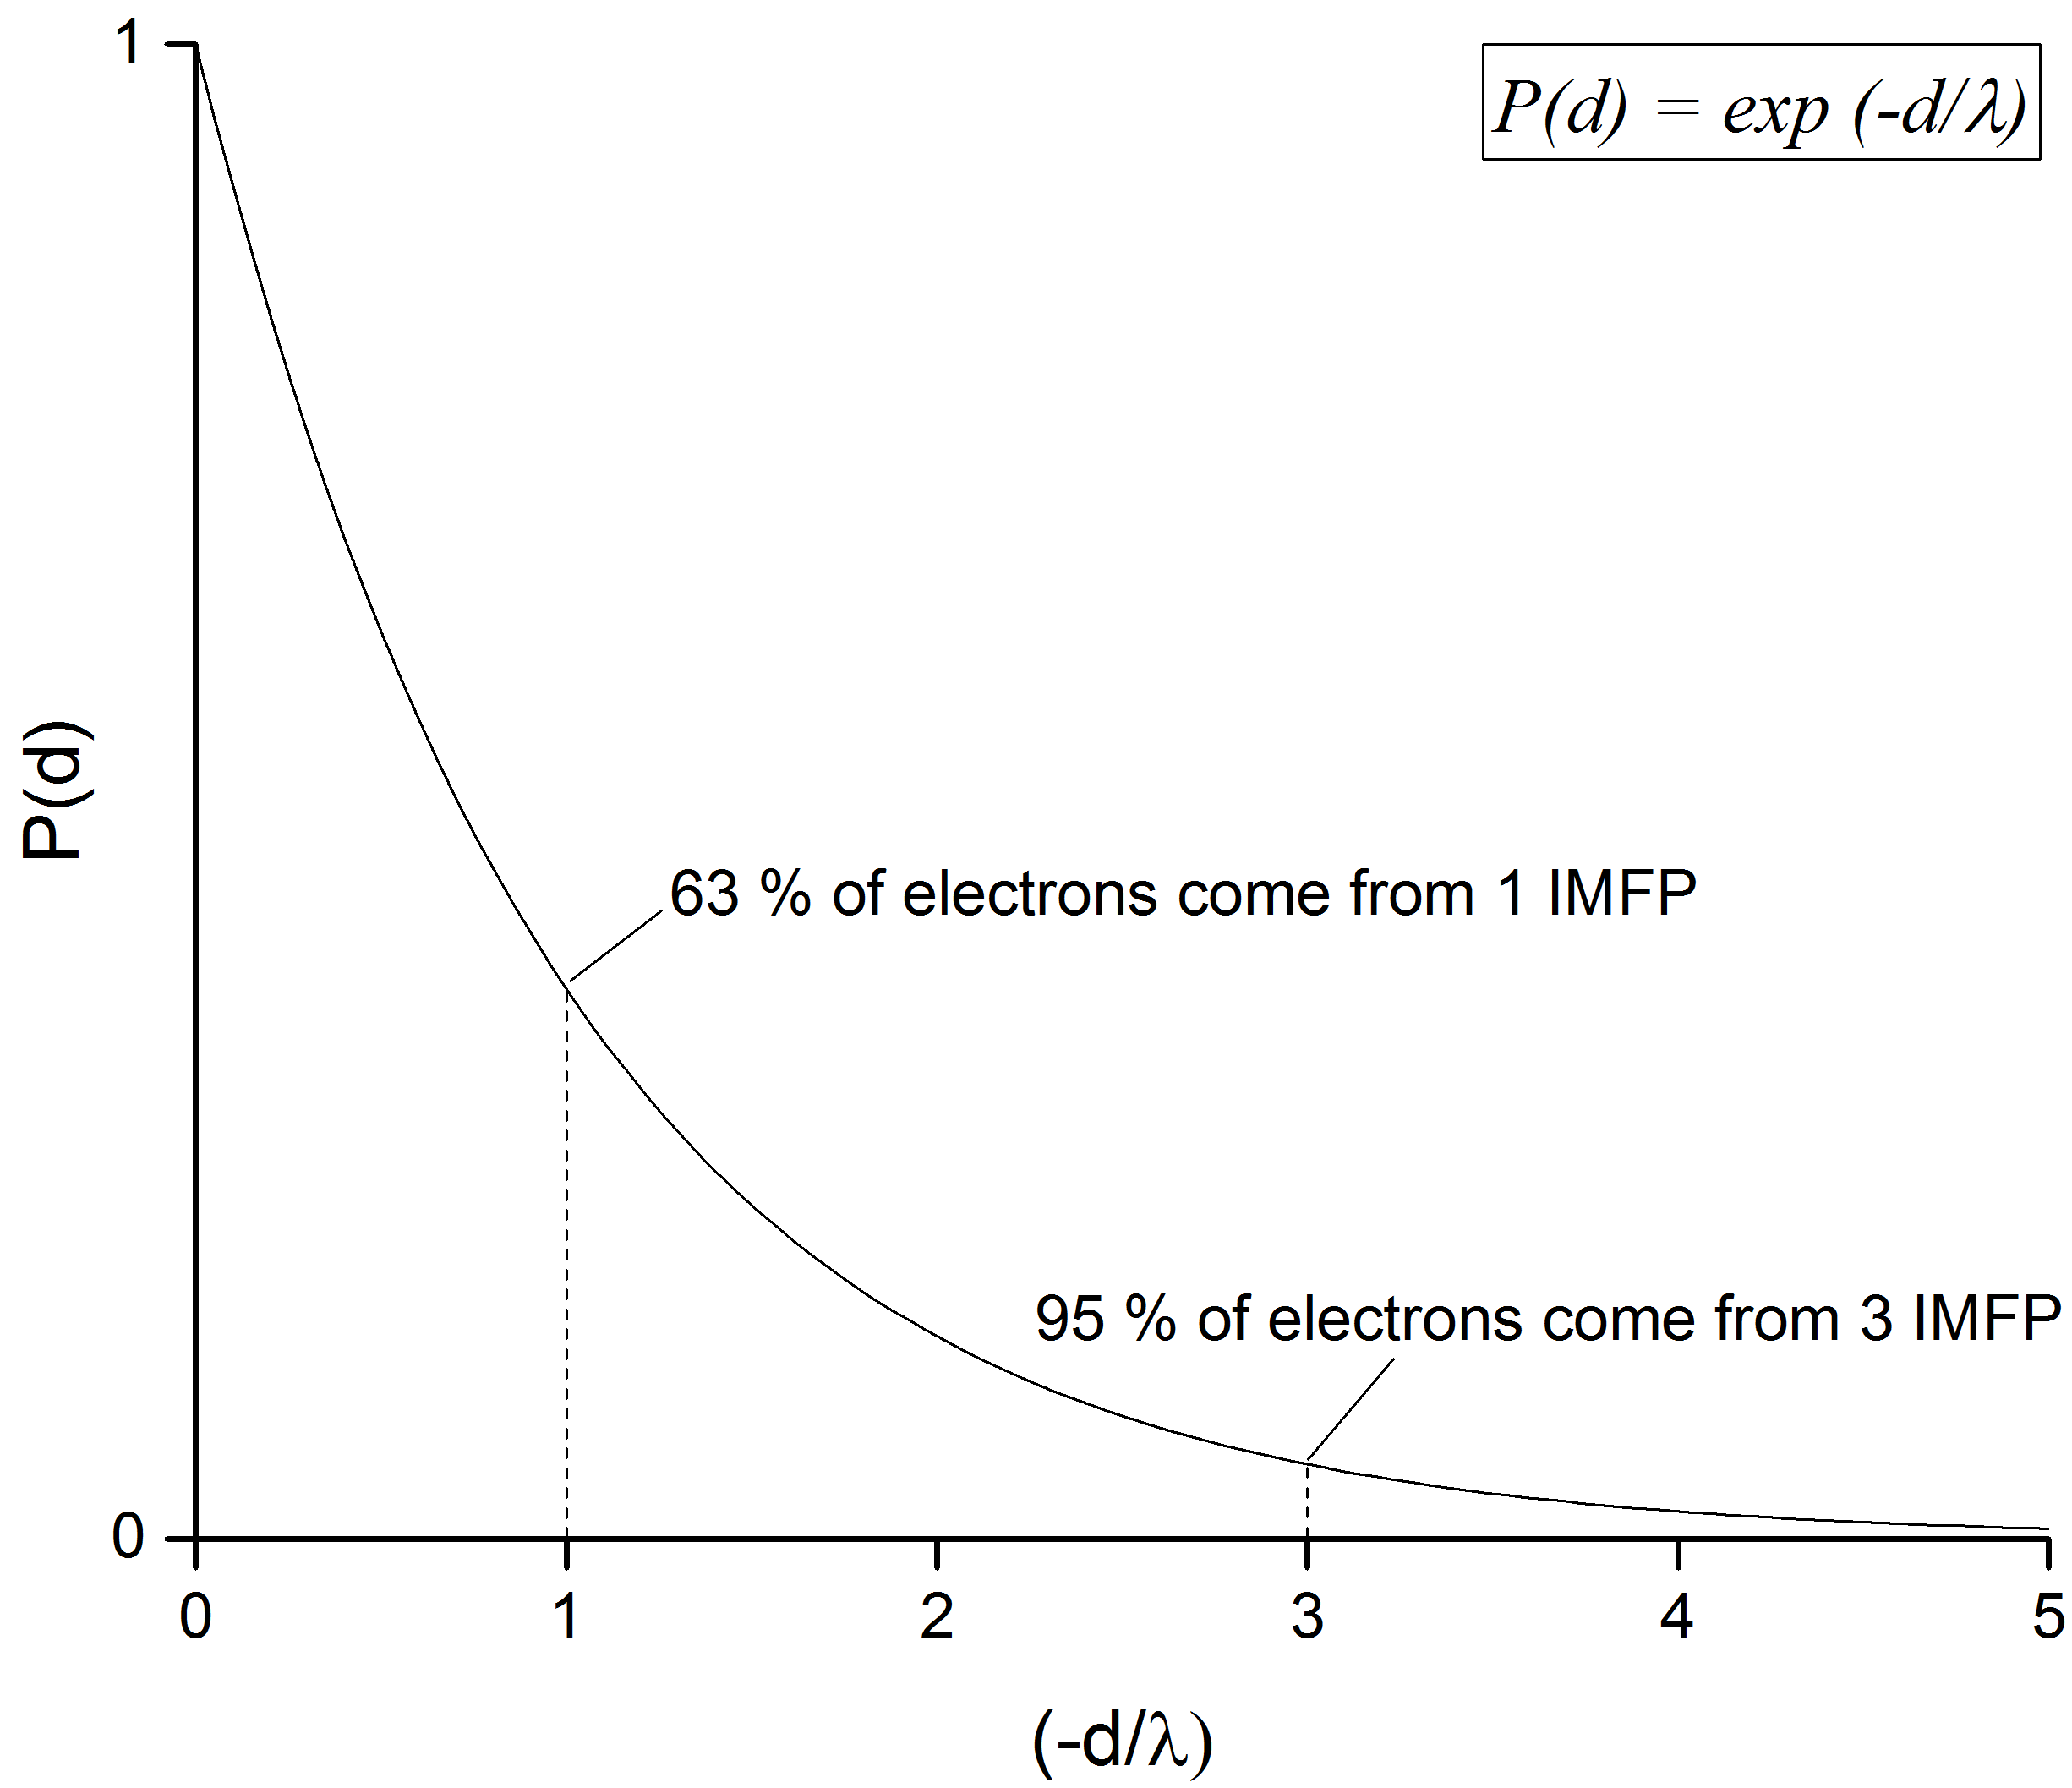 1
P(d) = exp (-d/λ)
P(d)
63 % of electrons come from 1 IMFP
95 % of electrons come from 3 IMFP
0
0 1 2 3 4 5
(-d/λ)